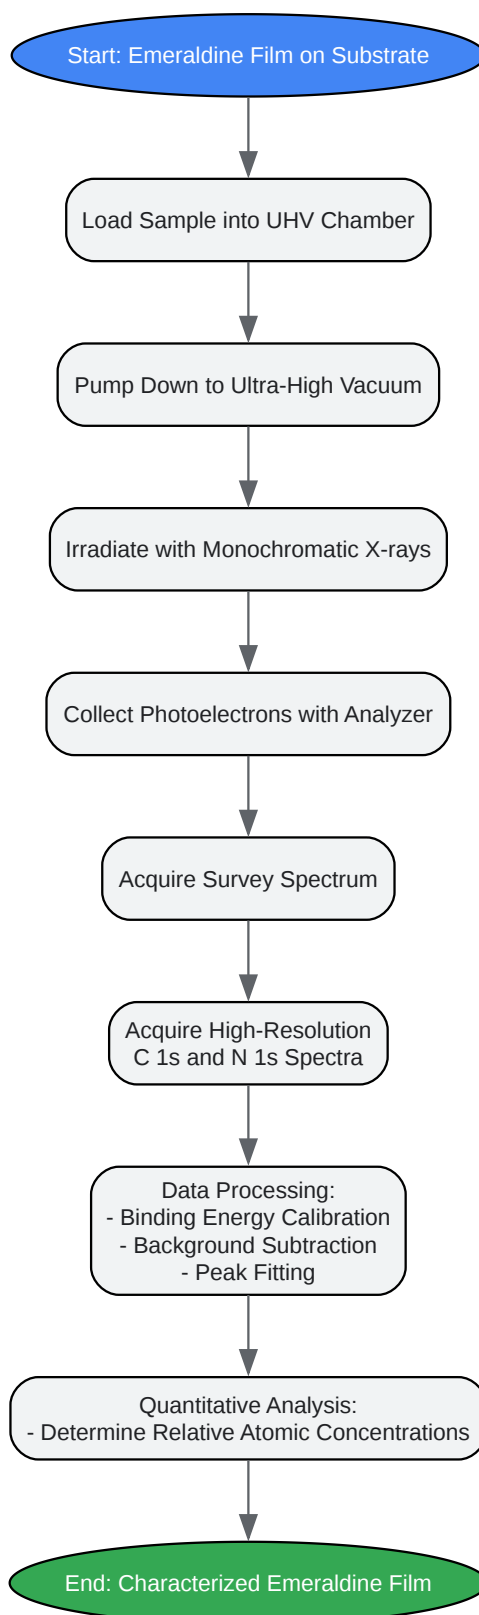 Start: Emeraldine Film on Substrate
Load Sample into UHV Chamber
Pump Down to Ultra-High Vacuum
Irradiate with Monochromatic X-rays
Collect Photoelectrons with Analyzer
Acquire Survey Spectrum
Acquire High-Resolution
C 1s and N 1s Spectra
Data Processing:
- Binding Energy Calibration
- Background Subtraction
- Peak Fitting
Quantitative Analysis:
- Determine Relative Atomic Concentrations
End: Characterized Emeraldine Film